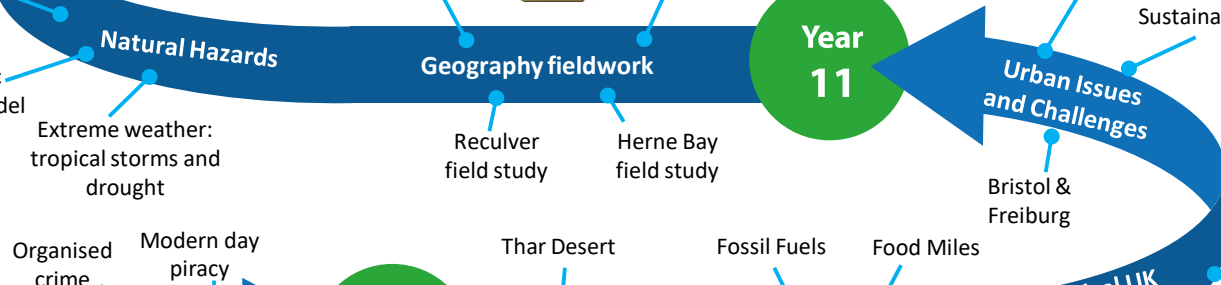 Sustaina
Year
11
Natural Hazards
Geography fieldwork
Urban Issues
and Challenges
del
Extreme weather:
tropical storms and
drought
Reculver
field study
Herne Bay
field study
Bristol &
Freiburg
Organised
crime
Modern day
piracy
Thar Desert
Fossil Fuels
Food Miles
UK